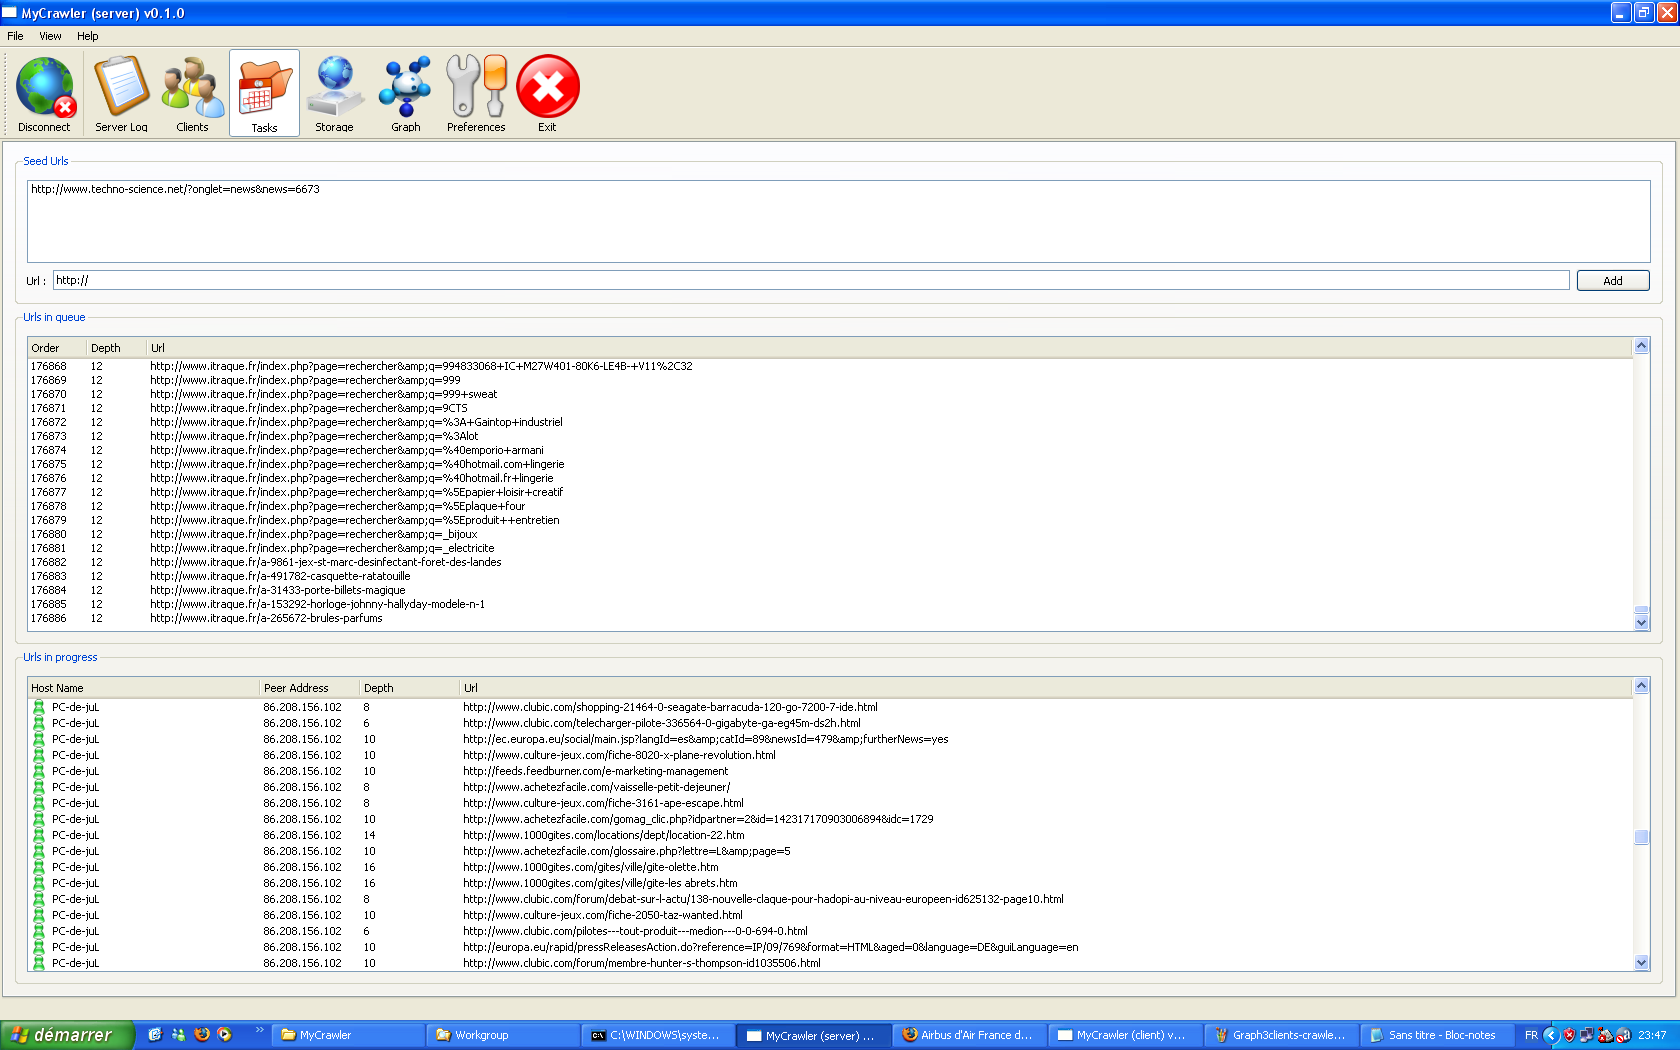 MyCrawler (server) v0.1.0
File View Help
Disconnect Server Log Clients Tasks Storage Graph Preferences Exit
Seed Urls
http://www.techno-science.net/?onglet=news&news=6673
Url : http:// Add
Urls in queue
Order Depth Url
176868 12 http://www.itraque.fr/index.php?page=rechercher&amp;q=994833068+IC+M27W401-80K6-LE4B-+V11%2C32
176869 12 http://www.itraque.fr/index.php?page=rechercher&amp;q=999
176870 12 http://www.itraque.fr/index.php?page=rechercher&amp;q=999+sweat
176871 12 http://www.itraque.fr/index.php?page=rechercher&amp;q=9CTS
176872 12 http://www.itraque.fr/index.php?page=rechercher&amp;q=%3A+Gaintop+industriel
176873 12 http://www.itraque.fr/index.php?page=rechercher&amp;q=%3Alot
176874 12 http://www.itraque.fr/index.php?page=rechercher&amp;q=%40emporio+armani
176875 12 http://www.itraque.fr/index.php?page=rechercher&amp;q=%40hotmail.com+lingerie
176876 12 http://www.itraque.fr/index.php?page=rechercher&amp;q=%40hotmail.fr+lingerie
176877 12 http://www.itraque.fr/index.php?page=rechercher&amp;q=%5Epapier+loisir+creatif
176878 12 http://www.itraque.fr/index.php?page=rechercher&amp;q=%5Eplaque+four
176879 12 http://www.itraque.fr/index.php?page=rechercher&amp;q=%5Eproduit++entretien
176880 12 http://www.itraque.fr/index.php?page=rechercher&amp;q=_bijoux
176881 12 http://www.itraque.fr/index.php?page=rechercher&amp;q=_electricite
176882 12 http://www.itraque.fr/a-9861-jex-st-marc-desinfectant-foret-des-landes
176883 12 http://www.itraque.fr/a-491782-casquette-ratatouille
176884 12 http://www.itraque.fr/a-31433-porte-billets-magique
176885 12 http://www.itraque.fr/a-153292-horloge-johnny-hallyday-modele-n-1
176886 12 http://www.itraque.fr/a-265672-brules-parfums
Urls in progress
Host Name Peer Address Depth Url
PC-de-juL 86.208.156.102 8 http://www.clubic.com/shopping-21464-0-seagate-barracuda-120-go-7200-7-ide.html
PC-de-juL 86.208.156.102 6 http://www.clubic.com/telecharger-pilote-336564-0-gigabyte-ga-eg45m-ds2h.html
PC-de-juL 86.208.156.102 10 http://ec.europa.eu/social/main.jsp?langId=es&amp;catId=89&newsId=479&amp;furtherNews=yes
PC-de-juL 86.208.156.102 10 http://www.culture-jeux.com/fiche-8020-x-plane-revolution.html
PC-de-juL 86.208.156.102 10 http://feeds.feedburner.com/e-marketing-management
PC-de-juL 86.208.156.102 8 http://www.achetezfacile.com/vaisselle-petit-dejeuner/
PC-de-juL 86.208.156.102 8 http://www.culture-jeux.com/fiche-3161-ape-escape.html
PC-de-juL 86.208.156.102 10 http://www.achetezfacile.com/gomag_clic.php?idpartner=2&id=142317170903006894&idc=1729
PC-de-juL 86.208.156.102 14 http://www.1000gites.com/locations/dept/location-22.htm
PC-de-juL 86.208.156.102 10 http://www.achetezfacile.com/glossaire.php?lettre=L&amp;page=5
PC-de-juL 86.208.156.102 16 http://www.1000gites.com/gites/ville/gite-olette.htm
PC-de-juL 86.208.156.102 16 http://www.1000gites.com/gites/ville/gite-les abrets.htm
PC-de-juL 86.208.156.102 8 http://www.clubic.com/forum/debat-sur-l-actu/138-nouvelle-claque-pour-hadopi-au-niveau-europeen-id625132-page10.html
PC-de-juL 86.208.156.102 10 http://www.culture-jeux.com/fiche-2050-taz-wanted.html
PC-de-juL 86.208.156.102 6 http://www.clubic.com/pilotes---tout-produit---medion---0-0-694-0.html
PC-de-juL 86.208.156.102 10 http://europa.eu/rapid/pressReleasesAction.do?reference=IP/09/769&format=HTML&aged=0&language=DE&guiLanguage=en
PC-de-juL 86.208.156.102 10 http://www.clubic.com/forum/membre-hunter-s-thompson-id1035506.html
démarrer MyCrawler Workgroup C:\WINDOWS\syste... MyCrawler (server) ... Airbus d'Air France d... MyCrawler (client) v... Graph3clients-crawle... Sans titre - Bloc-notes FR 23:47